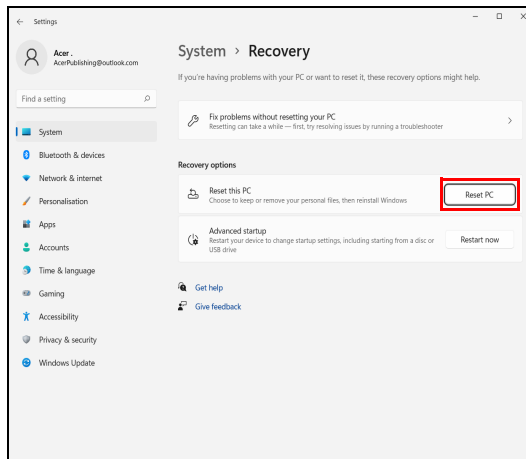 Settings
Acer .
AcerPublishing@outlook.com
Find a setting
System
Bluetooth & devices
Network & internet
Personalisation
Apps
Accounts
Time & language
Gaming
Accessibility
Privacy & security
Windows Update
System > Recovery
If you're having problems with your PC or want to reset it, these recovery options might help.
Fix problems without resetting your PC
Resetting can take a while — first, try resolving issues by running a troubleshooter
Recovery options
Reset this PC
Choose to keep or remove your personal files, then reinstall Windows
Reset PC
Advanced startup
Restart your device to change startup settings, including starting from a disc or
USB drive
Restart now
Get help
Give feedback